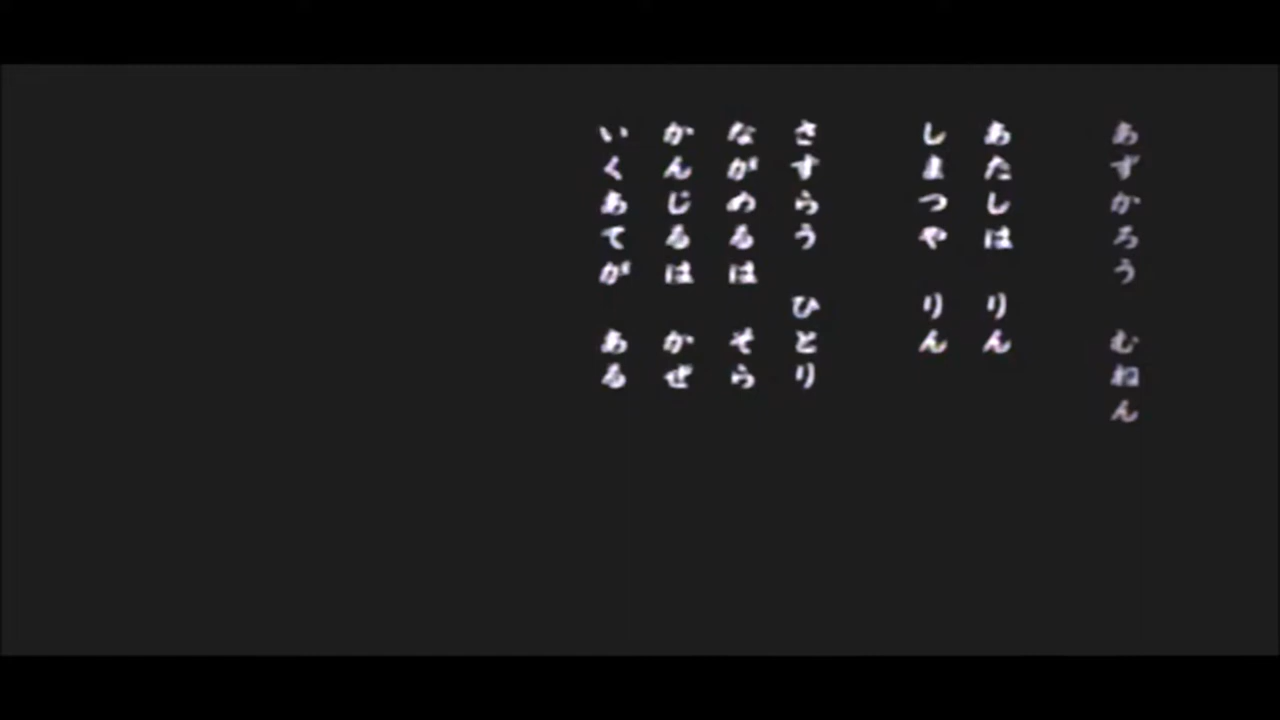 あずかろう　むねん
あたしは　りん
しまつや　りん
さすらう　ひとり
ながめるは　そら
かんじるは　かぜ
いくあてが　ある